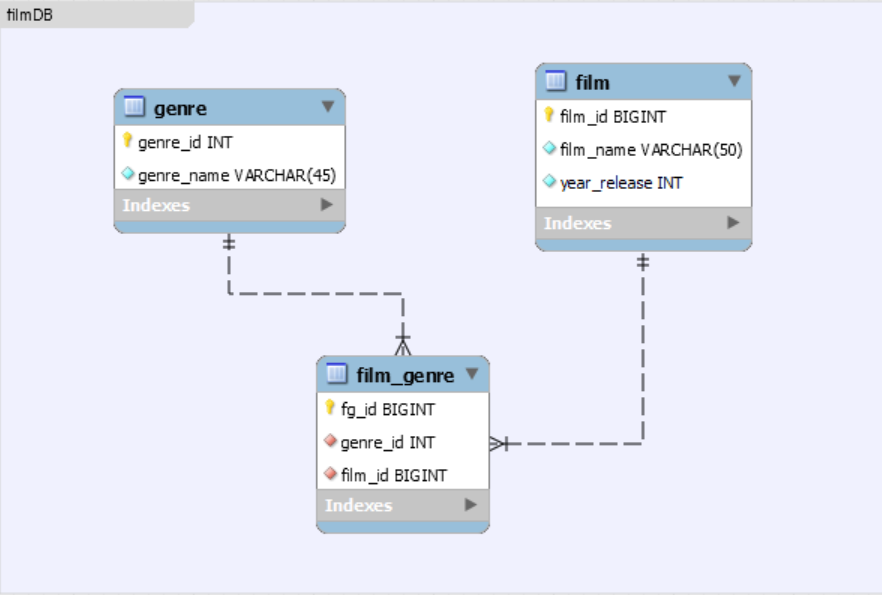 filmDB
genre
genre_id INT
genre_name VARCHAR(45)
Indexes
film
film_id BIGINT
film_name VARCHAR(50)
year_release INT
Indexes
film_genre
fg_id BIGINT
genre_id INT
film_id BIGINT
Indexes